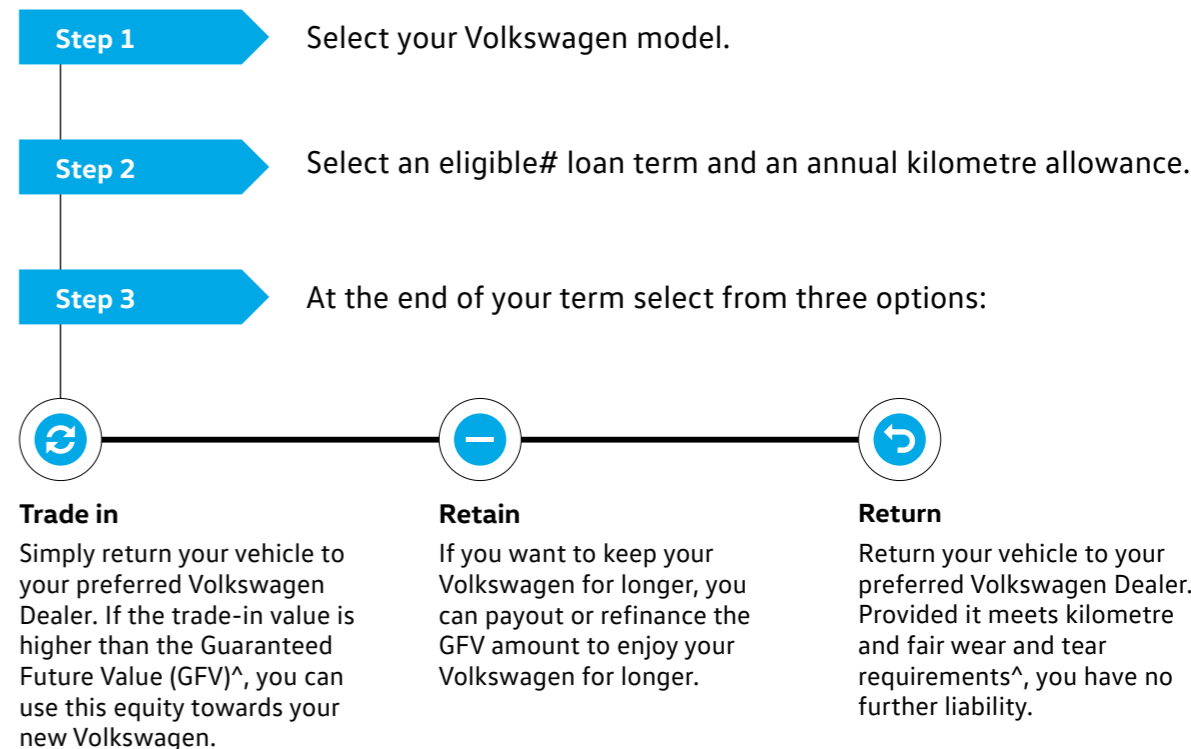 Step 1
Select your Volkswagen model.
Step 2
Select an eligible# loan term and an annual kilometre allowance.
Step 3
At the end of your term select from three options:
Trade in
Simply return your vehicle to
your preferred Volkswagen
Dealer. If the trade-in value is
higher than the Guaranteed
Future Value (GFV)^, you can
use this equity towards your
new Volkswagen.
Retain
If you want to keep your
Volkswagen for longer, you
can payout or refinance the
GFV amount to enjoy your
Volkswagen for longer.
Return
Return your vehicle to your
preferred Volkswagen Dealer.
Provided it meets kilometre
and fair wear and tear
requirements^, you have no
further liability.